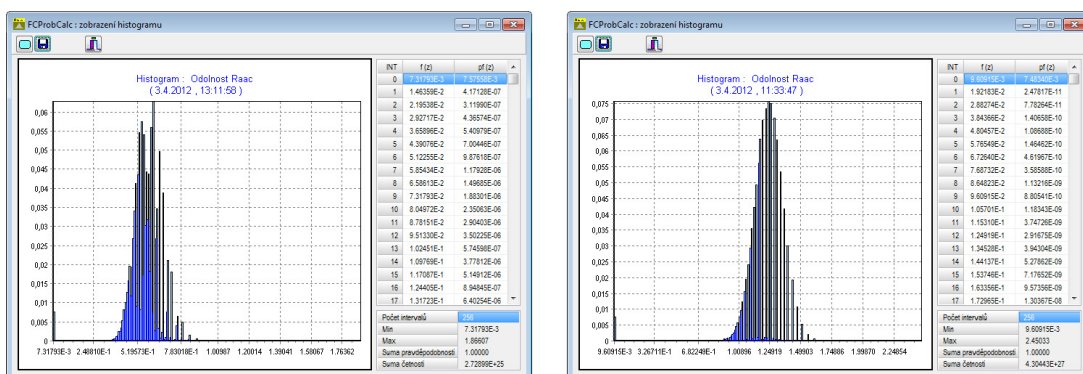 FCProbCalc : zobrazení histogramu
Histogram : Odolnost Raac
( 3.4.2012 , 13:11:58 )
0,06
0,055
0,05
0,045
0,04
0,035
0,03
0,025
0,02
0,015
0,01
0,005
0
7.31793E-3 2.48810E-1 5.19573E-1 7.83018E-1 1.00987 1.20014 1.39041 1.58067 1.76362
INT f (z) pf (z)
0 7.31793E-3 7.57558E-3
1 1.46359E-2 4.17128E-07
2 2.19538E-2 3.11990E-07
3 2.92717E-2 4.36574E-07
4 3.65896E-2 5.40979E-07
5 4.39076E-2 7.00446E-07
6 5.12255E-2 9.87618E-07
7 5.85434E-2 1.17928E-06
8 6.58613E-2 1.49685E-06
9 7.31793E-2 1.88301E-06
10 8.04972E-2 2.35063E-06
11 8.78151E-2 2.90403E-06
12 9.51330E-2 3.50225E-06
13 1.02451E-1 5.74598E-07
14 1.09769E-1 3.77812E-06
15 1.17087E-1 5.14912E-06
16 1.24405E-1 8.94845E-07
17 1.31723E-1 6.40254E-06
Počet intervalů 256
Min 7.31793E-3
Max 1.86607
Suma pravděpodobností 1.00000
Suma četností 2.72899E+25
FCProbCalc : zobrazení histogramu
Histogram : Odolnost Raac
( 3.4.2012 , 11:33:47 )
0,075
0,07
0,065
0,06
0,055
0,05
0,045
0,04
0,035
0,03
0,025
0,02
0,015
0,01
0,005
0
9.60915E-3 3.26711E-1 6.82249E-1 1.00896 1.24919 1.49903 1.74886 1.99870 2.24854
INT f (z) pf (z)
0 9.60915E-3 7.48340E-3
1 1.92183E-2 2.47817E-11
2 2.88274E-2 7.78264E-11
3 3.84366E-2 1.40658E-10
4 4.80457E-2 1.08688E-10
5 5.76549E-2 1.46462E-10
6 6.72640E-2 4.61967E-10
7 7.68732E-2 3.58588E-10
8 8.64823E-2 1.13216E-09
9 9.60915E-2 8.80541E-10
10 1.05701E-1 1.18343E-09
11 1.15310E-1 3.74726E-09
12 1.24919E-1 2.91675E-09
13 1.34528E-1 3.94304E-09
14 1.44137E-1 5.27862E-09
15 1.53746E-1 7.17652E-09
16 1.63356E-1 9.57356E-09
17 1.72965E-1 1.30367E-08
Počet intervalů 256
Min 9.60915E-3
Max 2.45033
Suma pravděpodobností 1.00000
Suma četností 4.30443E+27